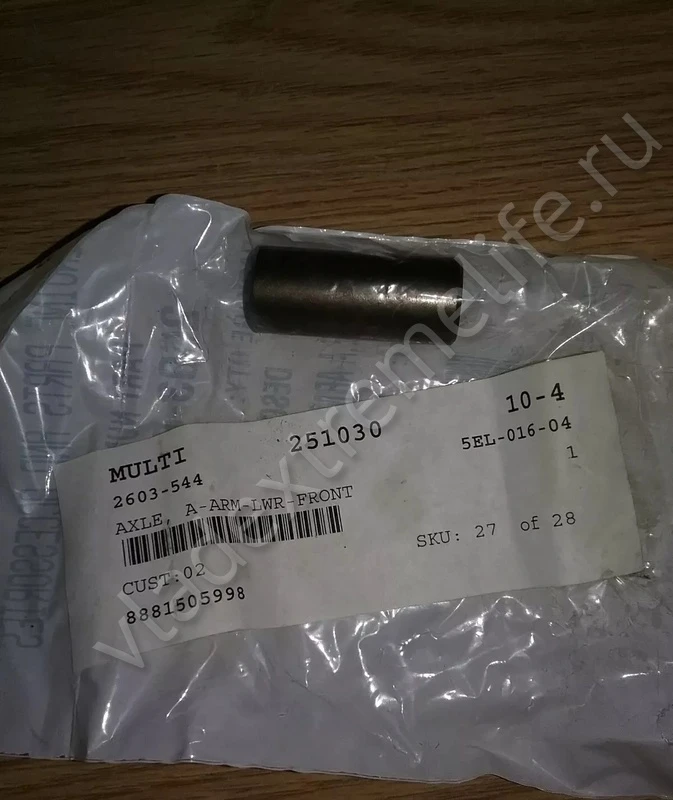 MULTI 251030 10-4
2603-544 5EL-016-04
AXLE, A-ARM-LWR-FRONT 1
SKU: 27 of 28
CUST:02
8881505998
vladextremelife.ru